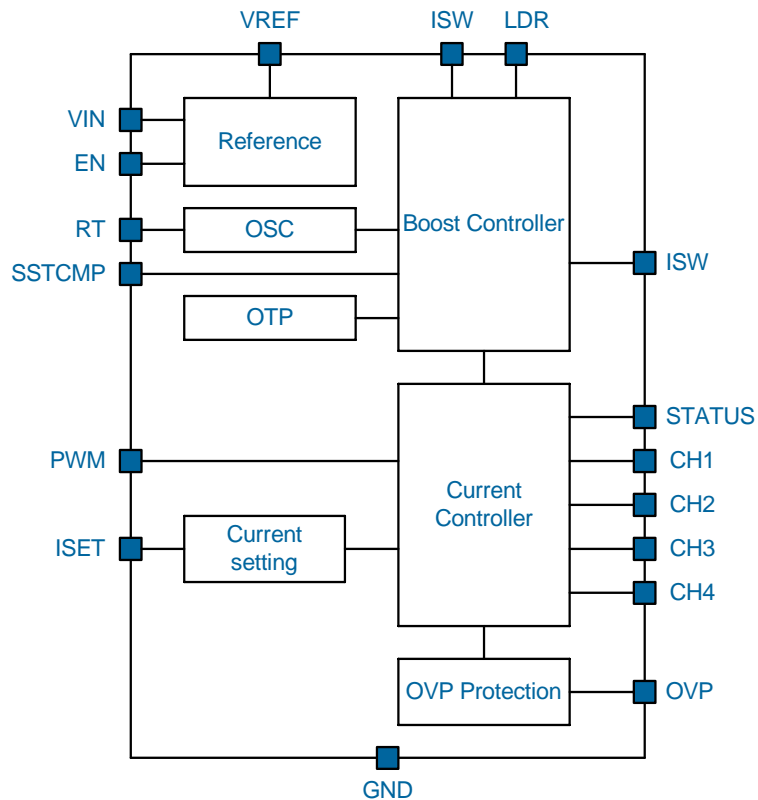 VREF
ISW
LDR
VIN
Reference
EN
RT
OSC
Boost Controller
SSTCMP
ISW
OTP
STATUS
PWM
CH1
Current
Controller
CH2
ISET
Current
setting
CH3
CH4
OVP Protection
OVP
GND